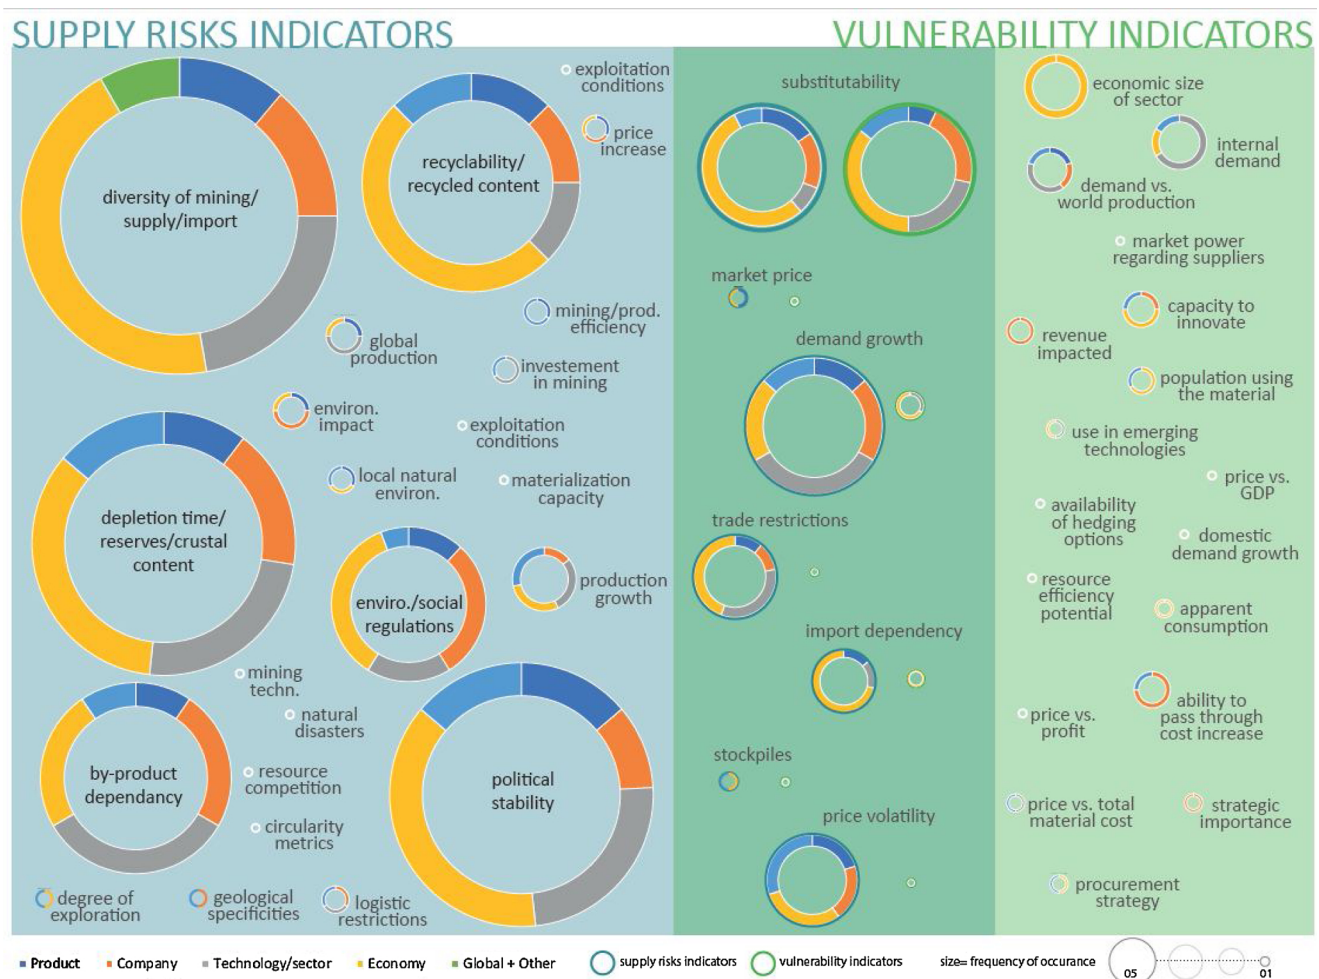 SUPPLY RISKS INDICATORS
VULNERABILITY INDICATORS
diversity of mining/
supply/import
recyclability/
recycled content
exploitation
conditions
price
increase
global
production
mining/prod.
efficiency
investement
in mining
environ.
impact
exploitation
conditions
local natural
environ.
materialization
capacity
depletion time/
reserves/crustal
content
enviro./social
regulations
production
growth
mining
techn.
natural
disasters
by-product
dependancy
resource
competition
circularity
metrics
political
stability
degree of
exploration
geological
specificities
logistic
restrictions
substitutability
market price
demand growth
trade restrictions
import dependency
stockpiles
price volatility
economic size
of sector
internal
demand
demand vs.
world production
market power
regarding suppliers
capacity to
innovate
revenue
impacted
population using
the material
use in emerging
technologies
price vs.
GDP
availability
of hedging
options
domestic
demand growth
resource
efficiency
potential
apparent
consumption
ability to
pass through
cost increase
price vs.
profit
price vs. total
material cost
strategic
importance
procurement
strategy
Product
Company
Technology/sector
Economy
Global + Other
supply risks indicators
vulnerability indicators
size= frequency of occurance
05
01